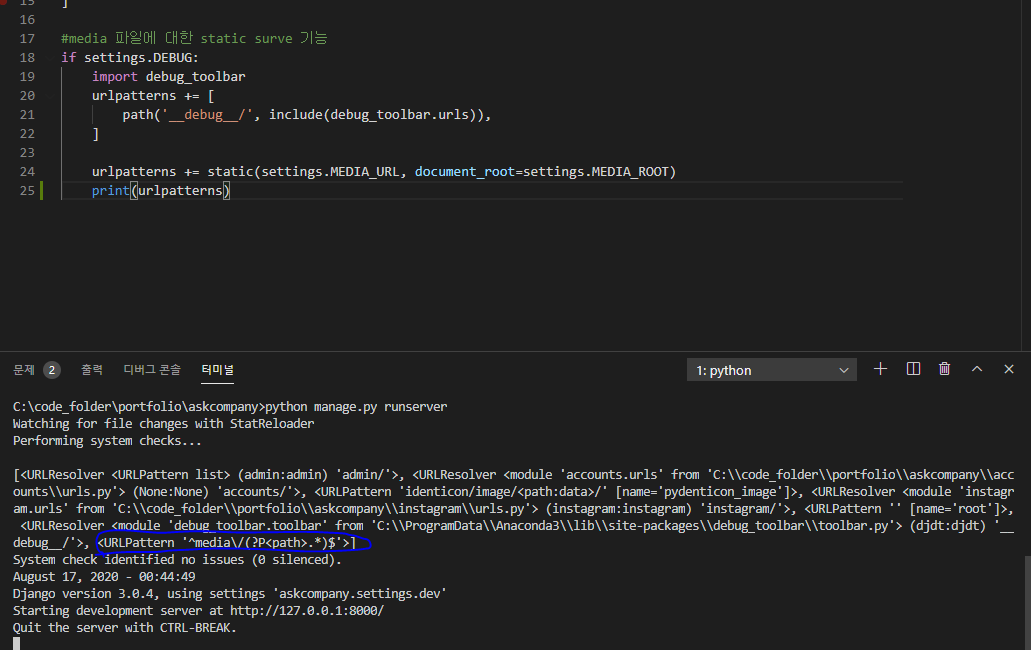 15 ]
16
17 #media 파일에 대한 static surve 기능
18 if settings.DEBUG:
19 import debug_toolbar
20 urlpatterns += [
21 path('__debug__/', include(debug_toolbar.urls)),
22 ]
23
24 urlpatterns += static(settings.MEDIA_URL, document_root=settings.MEDIA_ROOT)
25 print(urlpatterns)
문제 2 출력 디버그 콘솔 터미널 1: python
C:\code_folder\portfolio\askcompany>python manage.py runserver
Watching for file changes with StatReloader
Performing system checks...
[<URLResolver <URLPattern list> (admin:admin) 'admin/'>, <URLResolver <module 'accounts.urls' from 'C:\\code_folder\\portfolio\\askcompany\\acc
ounts\\urls.py'> (None:None) 'accounts/'>, <URLPattern 'identicon/image/<path:data>/' [name='pydenticon_image']>, <URLResolver <module 'instagr
am.urls' from 'C:\\code_folder\\portfolio\\askcompany\\instagram\\urls.py'> (instagram:instagram) 'instagram/'>, <URLPattern '' [name='root']>,
<URLResolver <module 'debug_toolbar.toolbar' from 'C:\\ProgramData\\Anaconda3\\lib\\site-packages\\debug_toolbar\\toolbar.py'> (djdt:djdt) '__
debug__/'>, <URLPattern '^media\/(?P<path>.*)$'>]
System check identified no issues (0 silenced).
August 17, 2020 - 00:44:49
Django version 3.0.4, using settings 'askcompany.settings.dev'
Starting development server at http://127.0.0.1:8000/
Quit the server with CTRL-BREAK.